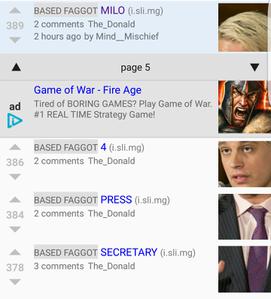 BASED FAGGOT MILO (i.sli.mg)
389
2 comments The_Donald
2 hours ago by Mind__Mischief
page 5
Game of War - Fire Age
ad
Tired of BORING GAMES? Play Game of War.
#1 REAL TIME Strategy Game!
BASED FAGGOT 4 (i.sli.mg)
386
2 comments The_Donald
BASED FAGGOT PRESS (i.sli.mg)
384
2 comments The_Donald
BASED FAGGOT SECRETARY (i.sli.mg)
378
3 comments The_Donald